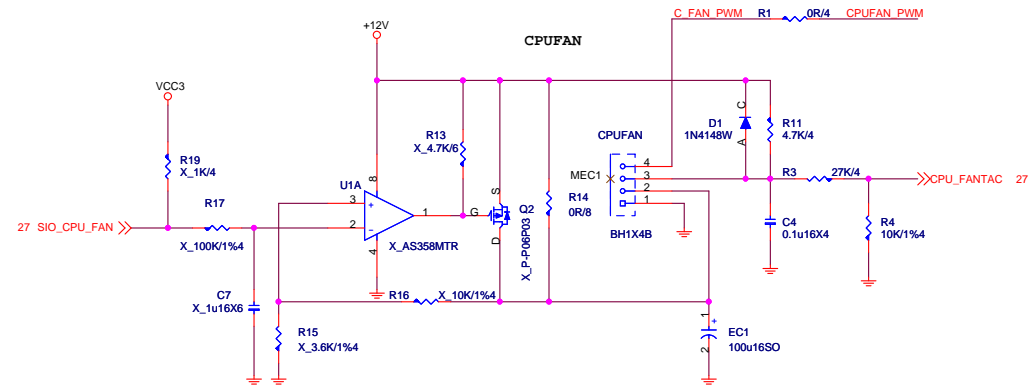 C_FAN_PWM R1 0R/4 CPUFAN_PWM
+12V
CPUFAN
VCC3
D1
1N4148W
C
A
R11
4.7K/4
R13
X_4.7K/6
CPUFAN
R19
X_1K/4
4
3
2
1
MEC1
R3 27K/4
CPU_FANTAC 27
U1A
8
3
+
2
-
1
4
X_AS358MTR
S
G
D
Q2
X_P-P06P03
R14
0R/8
BH1X4B
R17
27 SIO_CPU_FAN
X_100K/1%4
C4
0.1u16X4
R4
10K/1%4
C7
X_1u16X6
R16 X_10K/1%4
R15
X_3.6K/1%4
1
+
2
EC1
100u16SO